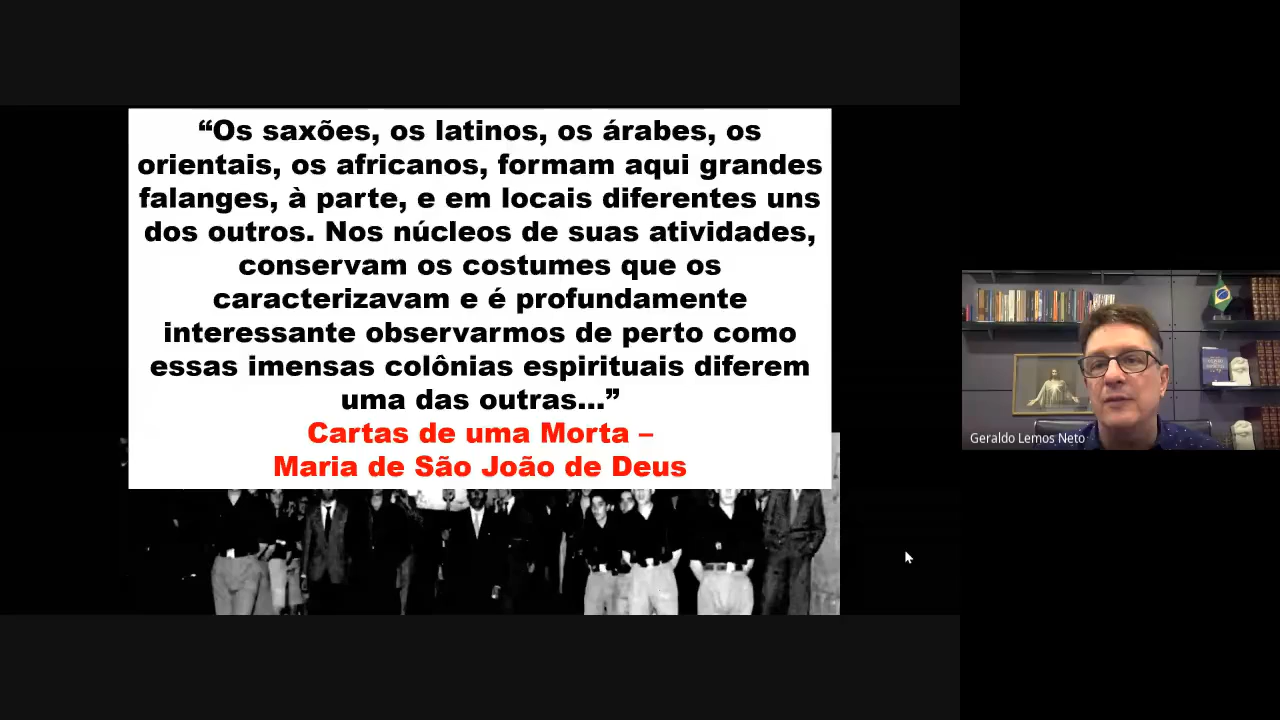 “Os saxões, os latinos, os árabes, os
orientais, os africanos, formam aqui grandes
falanges, à parte, e em locais diferentes uns
dos outros. Nos núcleos de suas atividades,
conservam os costumes que os
caracterizavam e é profundamente
interessante observarmos de perto como
essas imensas colônias espirituais diferem
uma das outras...”
Cartas de uma Morta –
Maria de São João de Deus
Geraldo Lemos Neto